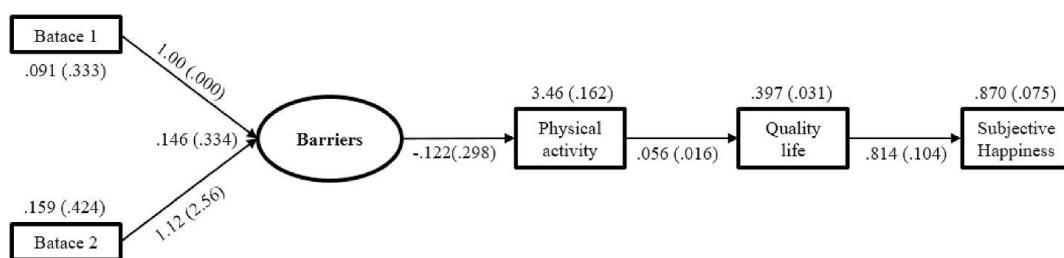 Batace 1
.091 (.333)
1.00 (.000)
.146 (.334)
Barriers
-.122(.298)
3.46 (.162)
Physical
activity
.056 (.016)
.397 (.031)
Quality
life
.814 (.104)
.870 (.075)
Subjective
Happiness
.159 (.424)
Batace 2
1.12 (2.56)